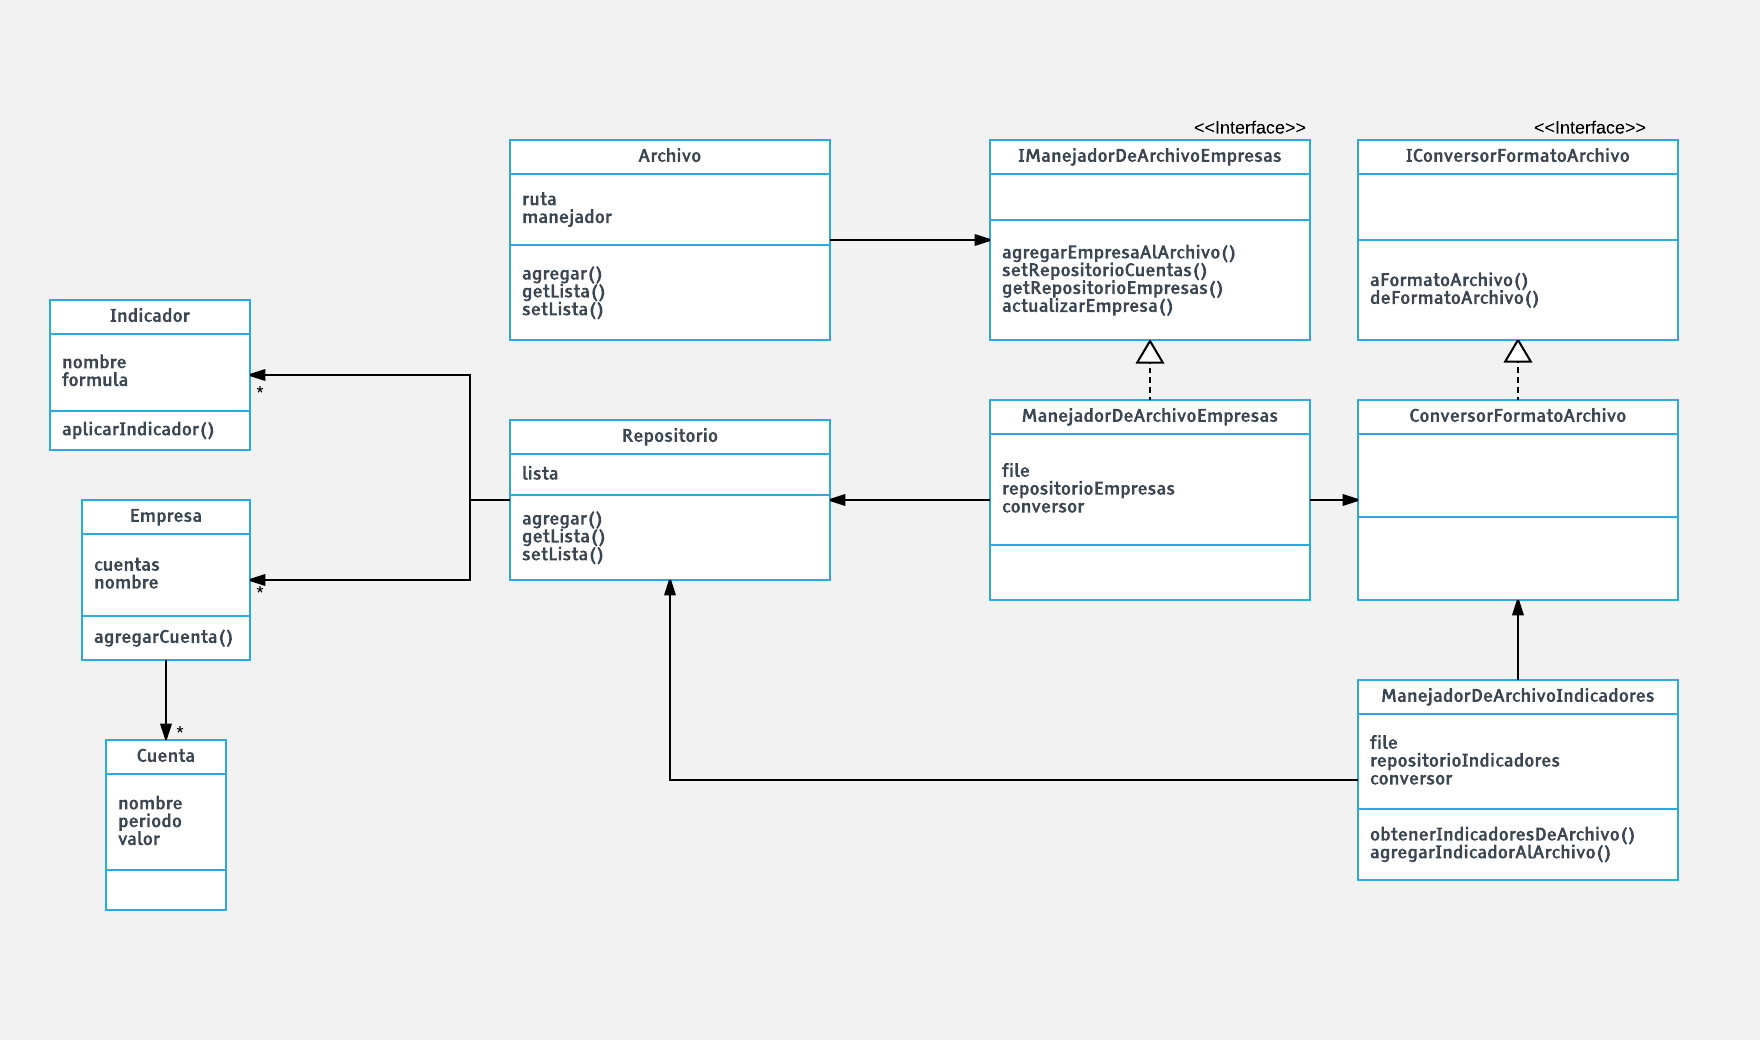 <<Interface>>
<<Interface>>
Archivo
ruta
manejador
agregar()
getLista()
setLista()
IManejadorDeArchivoEmpresas
agregarEmpresaAlArchivo()
setRepositorioCuentas()
getRepositorioEmpresas()
actualizarEmpresa()
IConversorFormatoArchivo
aFormatoArchivo()
deFormatoArchivo()
Indicador
nombre
formula
aplicarIndicador()
*
Repositorio
lista
agregar()
getLista()
setLista()
ManejadorDeArchivoEmpresas
file
repositorioEmpresas
conversor
ConversorFormatoArchivo
Empresa
cuentas
nombre
agregarCuenta()
*
*
Cuenta
nombre
periodo
valor
ManejadorDeArchivoIndicadores
file
repositorioIndicadores
conversor
obtenerIndicadoresDeArchivo()
agregarIndicadorAlArchivo()